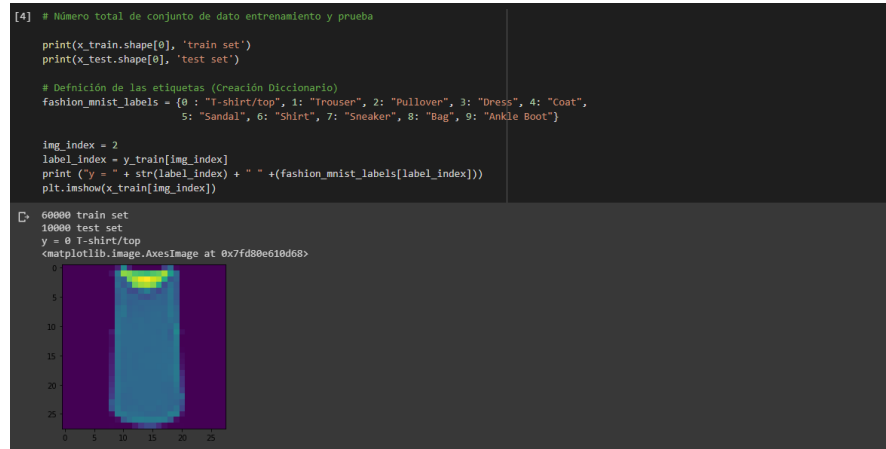 [4] # Número total de conjunto de dato entrenamiento y prueba
print(x_train.shape[0], 'train set')
print(x_test.shape[0], 'test set')
# Defnición de las etiquetas (Creación Diccionario)
fashion_mnist_labels = {0 : "T-shirt/top", 1: "Trouser", 2: "Pullover", 3: "Dress", 4: "Coat",
5: "Sandal", 6: "Shirt", 7: "Sneaker", 8: "Bag", 9: "Ankle Boot"}
img_index = 2
label_index = y_train[img_index]
print ("y = " + str(label_index) + " " +(fashion_mnist_labels[label_index]))
plt.imshow(x_train[img_index])
60000 train set
10000 test set
y = 0 T-shirt/top
<matplotlib.image.AxesImage at 0x7fd80e610d68>
0
5
10
15
20
25
0 5 10 15 20 25